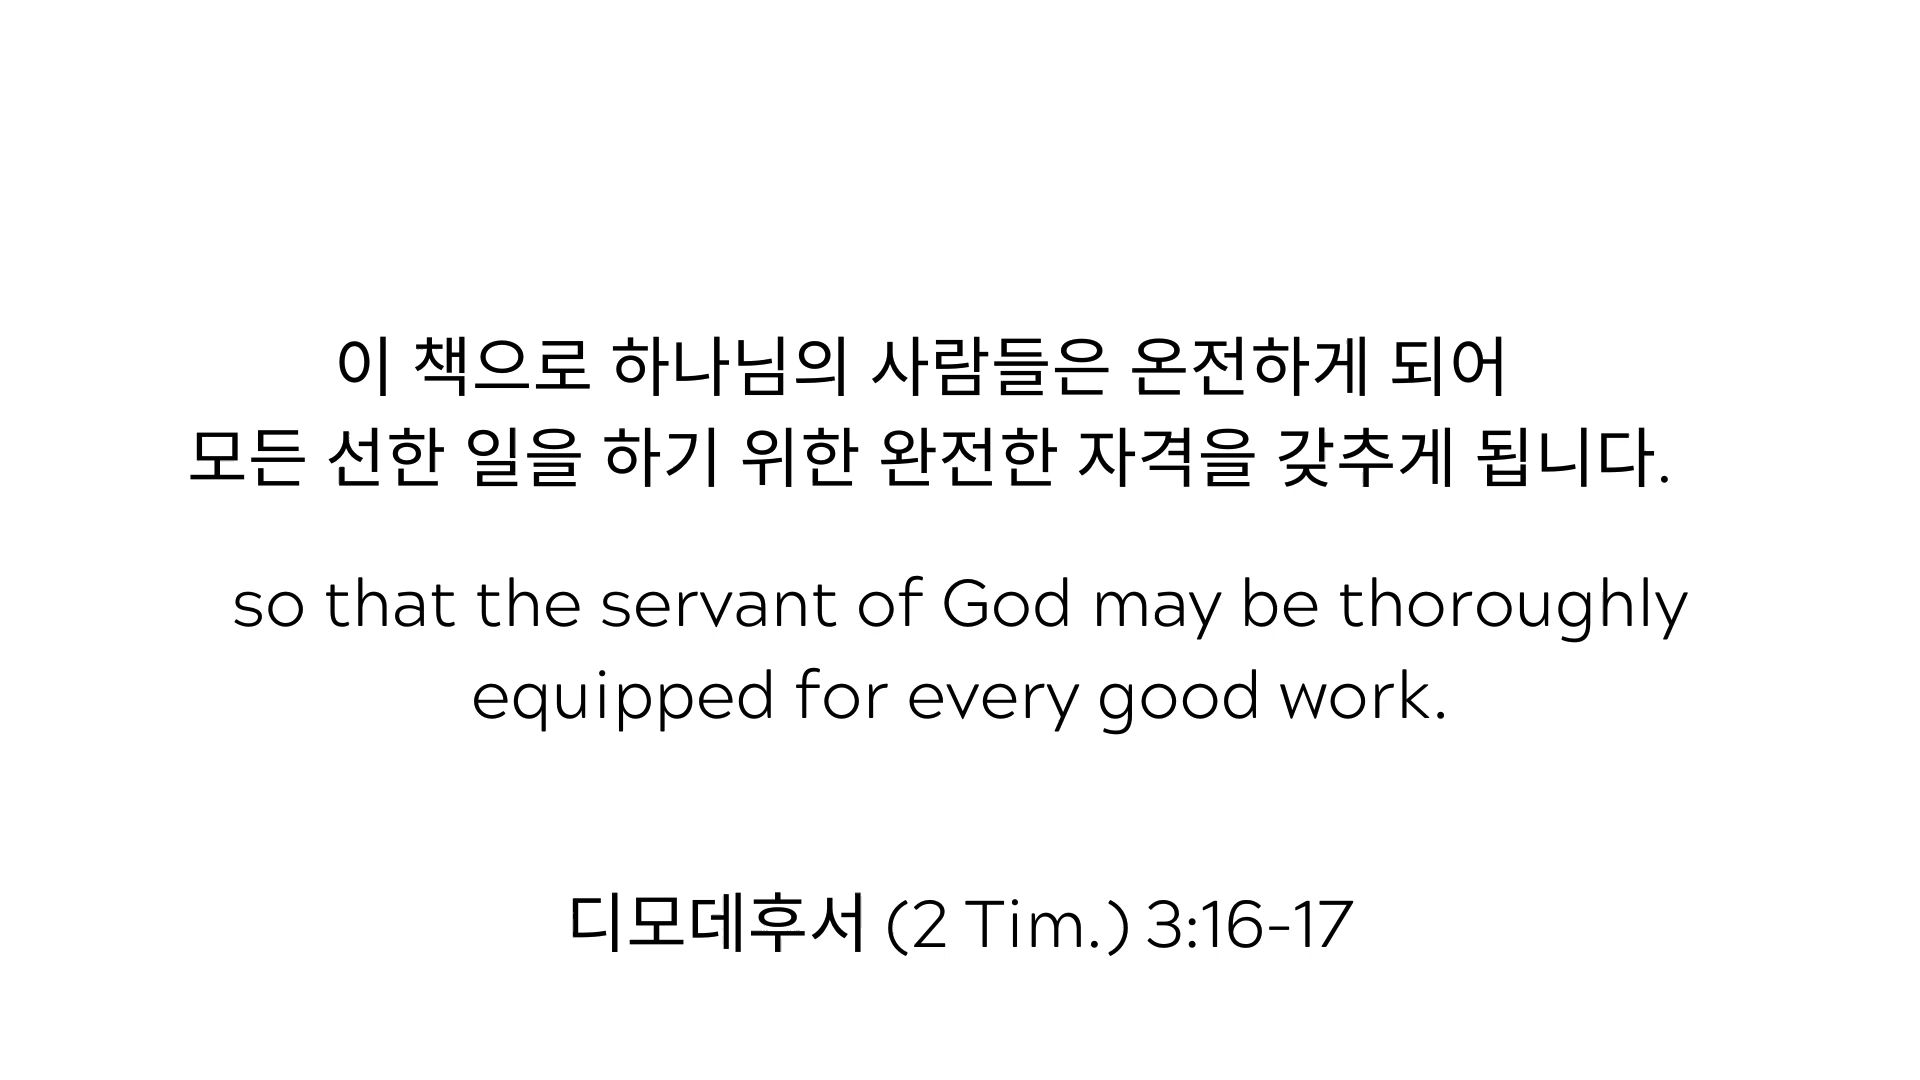 이 책으로 하나님의 사람들은 온전하게 되어
모든 선한 일을 하기 위한 완전한 자격을 갖추게 됩니다.
so that the servant of God may be thoroughly
equipped for every good work.
디모데후서 (2 Tim.) 3:16-17